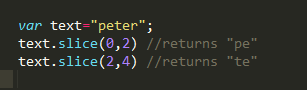 var text="peter";
text.slice(0,2) //returns "pe"
text.slice(2,4) //returns "te"